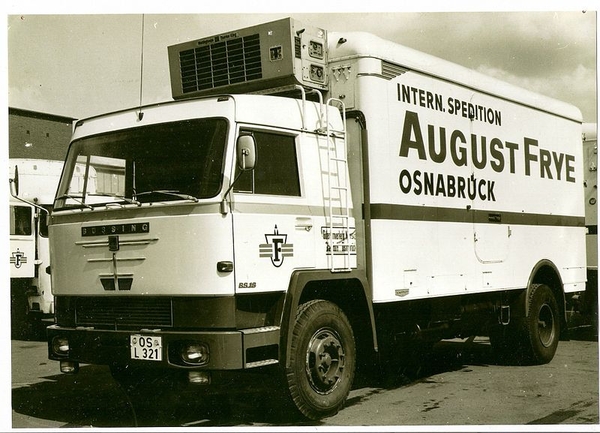 INTERN. SPEDITION
AUGUST FRYE
OSNABRÜCK
BÜSSING
F
BS.16
OS
L 321
F